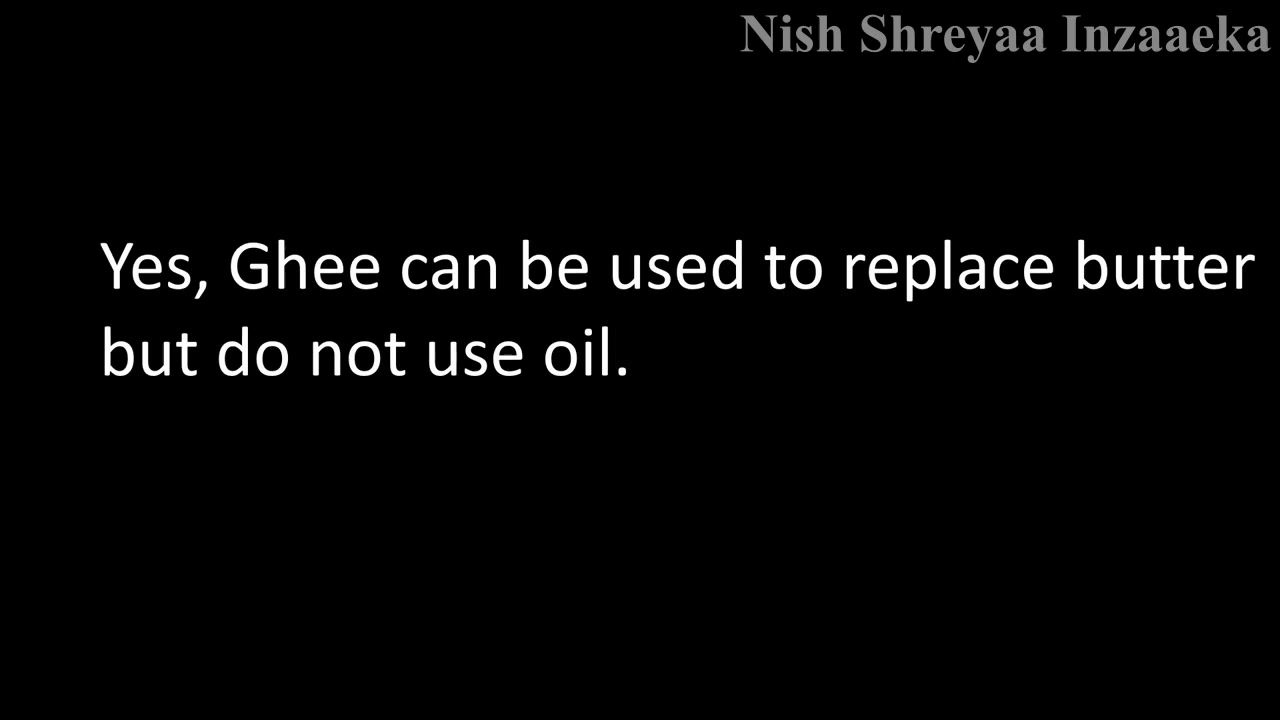 Nish Shreyaa Inzaaeka
Yes, Ghee can be used to replace butter
but do not use oil.